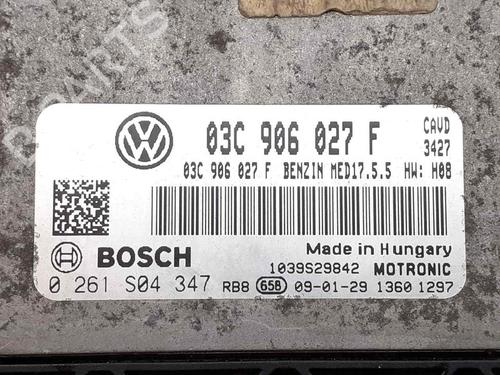 03C 906 027 F CAVD
3427
03C 906 027 F BENZIN MED17.5.5 HW: H08
BOSCH
Made in Hungary
1039S29842 MOTRONIC
0 261 S04 347 RB8 658 09-01-29 1360 1297